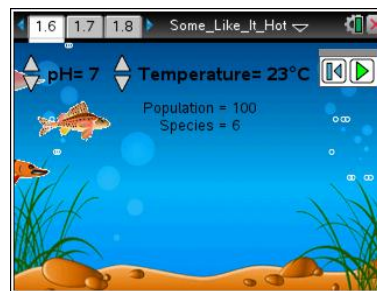 1.6 1.7 1.8 Some_Like_It_Hot
pH= 7 Temperature= 23°C
Population = 100
Species = 6